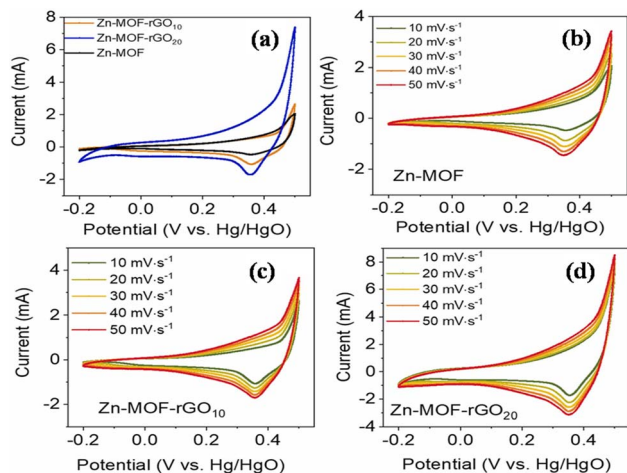 (a)
Zn-MOF-rGO₁₀
Zn-MOF-rGO₂₀
Zn-MOF
8
6
4
2
0
-2
Current (mA)
-0.2 0.0 0.2 0.4
Potential (V vs. Hg/HgO)
(b)
10 mV·s⁻¹
20 mV·s⁻¹
30 mV·s⁻¹
40 mV·s⁻¹
50 mV·s⁻¹
Zn-MOF
4
2
0
-2
Current (mA)
-0.2 0.0 0.2 0.4
Potential (V vs. Hg/HgO)
(c)
10 mV·s⁻¹
20 mV·s⁻¹
30 mV·s⁻¹
40 mV·s⁻¹
50 mV·s⁻¹
Zn-MOF-rGO₁₀
4
2
0
-2
Current (mA)
-0.2 0.0 0.2 0.4
Potential (V vs. Hg/HgO)
(d)
10 mV·s⁻¹
20 mV·s⁻¹
30 mV·s⁻¹
40 mV·s⁻¹
50 mV·s⁻¹
Zn-MOF-rGO₂₀
8
6
4
2
0
-2
-4
Current (mA)
-0.2 0.0 0.2 0.4
Potential (V vs. Hg/HgO)